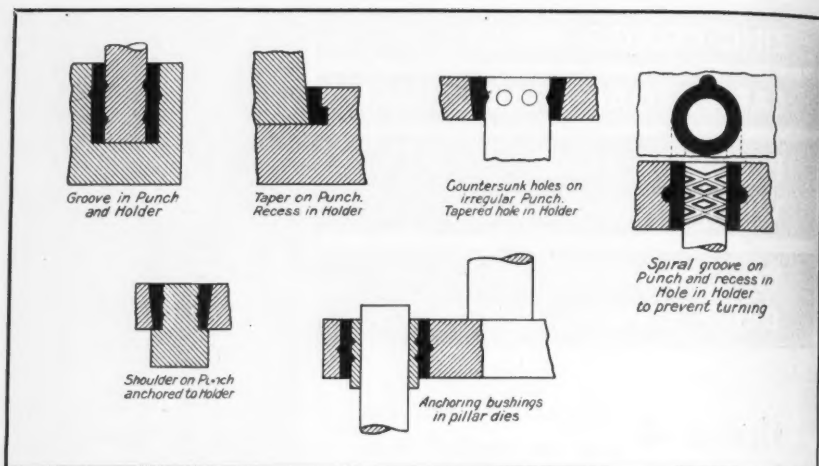 Groove in Punch
and Holder
Taper on Punch.
Recess in Holder
Countersunk holes on
irregular Punch.
Tapered hole in Holder
Spiral groove on
Punch and recess in
Hole in Holder
to prevent turning
Shoulder on Punch
anchored to Holder
Anchoring bushings
in pillar dies